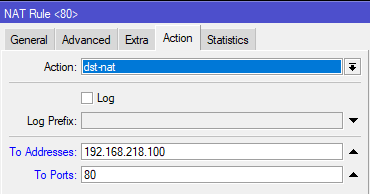 NAT Rule <80>
General Advanced Extra Action Statistics
Action: dst-nat
Log
Log Prefix:
To Addresses: 192.168.218.100
To Ports: 80